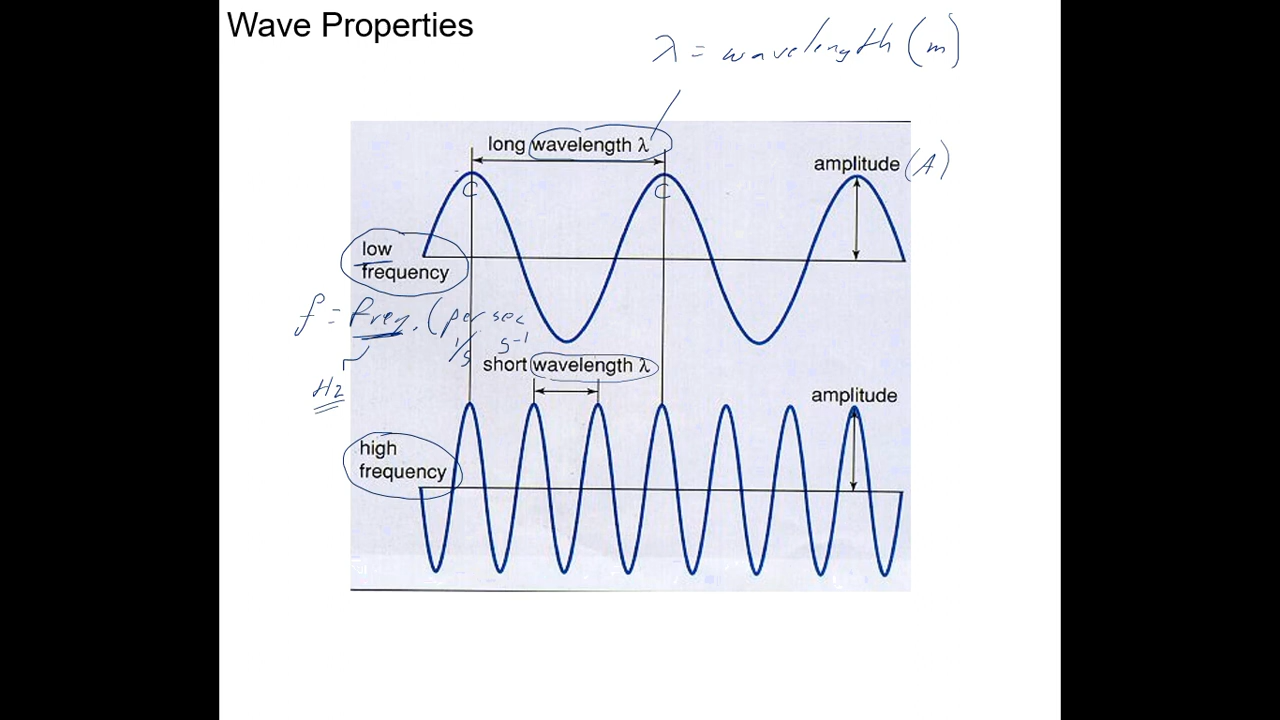 Wave Properties
λ = wavelength (m)
long wavelength λ
amplitude (A)
C C
low
frequency
f = freq. (per sec
1/s s⁻¹
short wavelength λ
Hz
amplitude
high
frequency